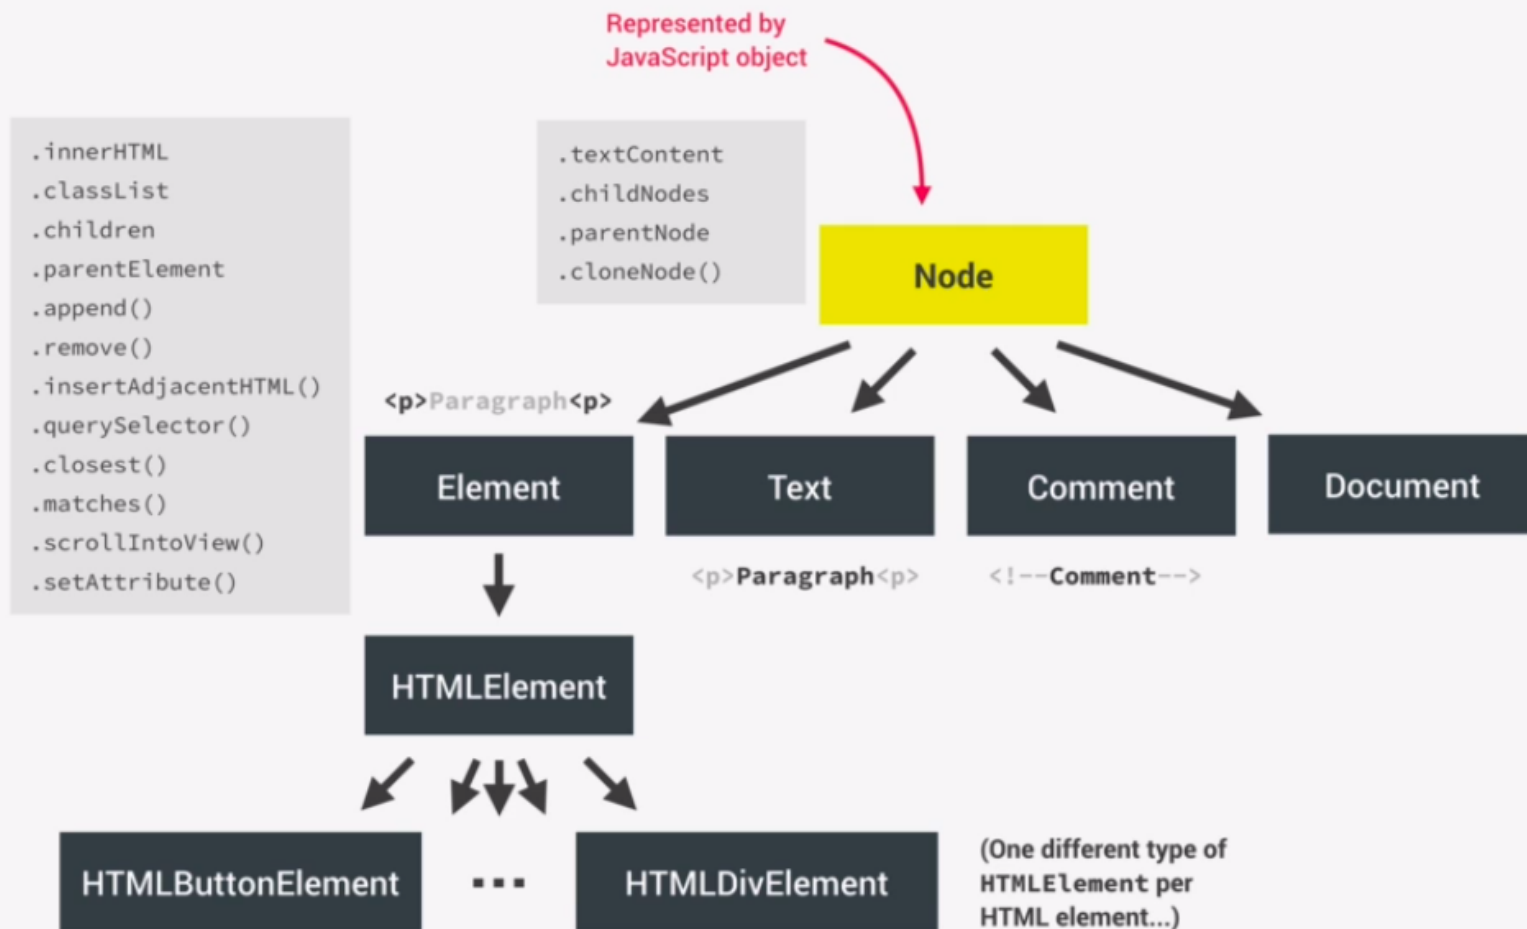 Represented by
JavaScript object
.innerHTML
.classList
.children
.parentElement
.append()
.remove()
.insertAdjacentHTML()
.querySelector()
.closest()
.matches()
.scrollIntoView()
.setAttribute()
.textContent
.childNodes
.parentNode
.cloneNode()
Node
<p>Paragraph<p>
Element
Text
Comment
Document
<p>Paragraph<p>
<!--Comment-->
HTMLElement
HTMLButtonElement
...
HTMLDivElement
(One different type of
HTMLElement per
HTML element...)